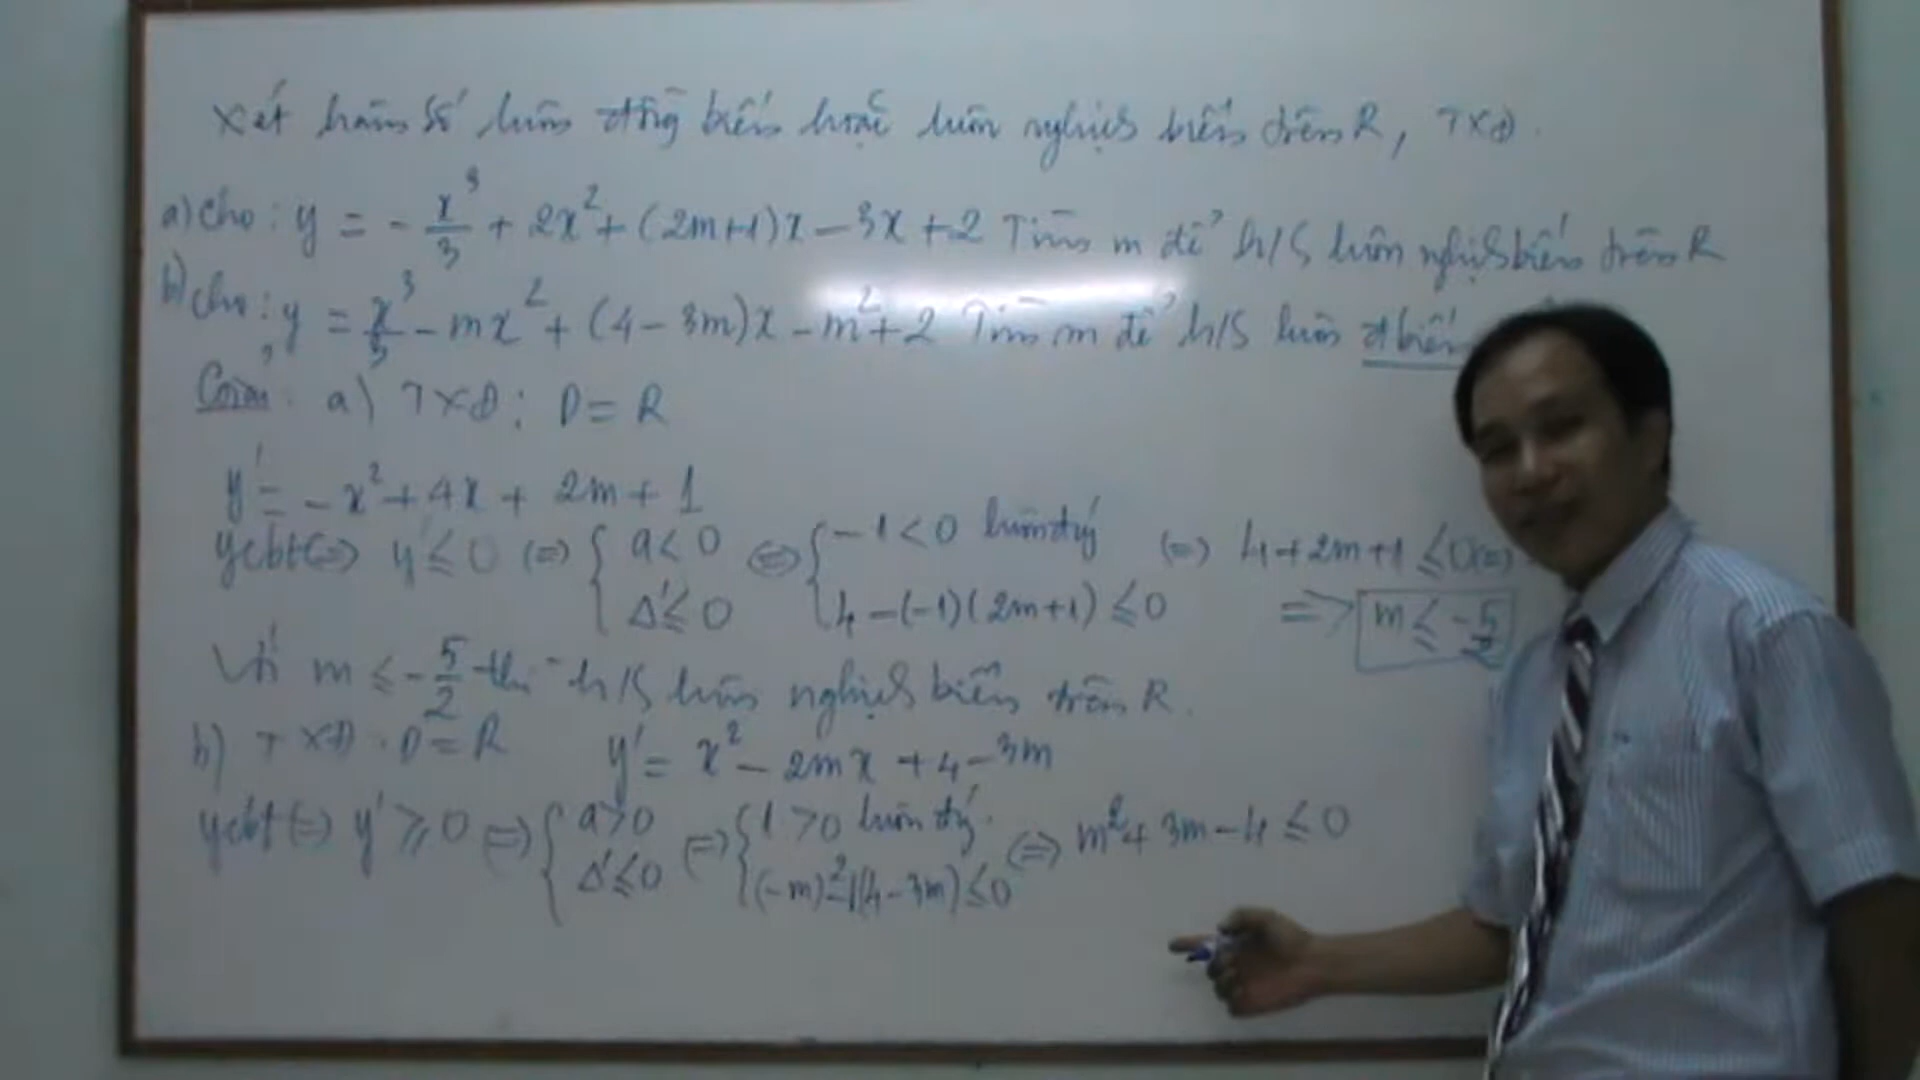 Xét hàm số luôn đồng biến hoặc luôn nghịch biến trên R, TXĐ.
a) Cho: y = -x³/3 + 2x² + (2m+1)x - 3x + 2 Tìm m để h/s luôn nghịch biến trên R
b) Cho: y = x³/3 - mx² + (4 - 3m)x - m² + 2 Tìm m để h/s luôn đ biến
Giải: a) TXĐ: D = R
y' = -x² + 4x + 2m + 1
ycbt ⇔ y' ≤ 0 ⇔ { a < 0 ; Δ' ≤ 0 ⇔ { -1 < 0 luôn đúng ; 4 - (-1)(2m+1) ≤ 0 ⇔ 4 + 2m + 1 ≤ 0 ⇔
=> m ≤ -5/2
Với m ≤ -5/2 thì h/s luôn nghịch biến trên R.
b) TXĐ. D = R y' = x² - 2mx + 4 - 3m
ycbt ⇔ y' ≥ 0 ⇔ { a > 0 ; Δ' ≤ 0 ⇔ { 1 > 0 luôn đúng. ; (-m)² - 1(4 - 3m) ≤ 0 ⇔ m² + 3m - 4 ≤ 0